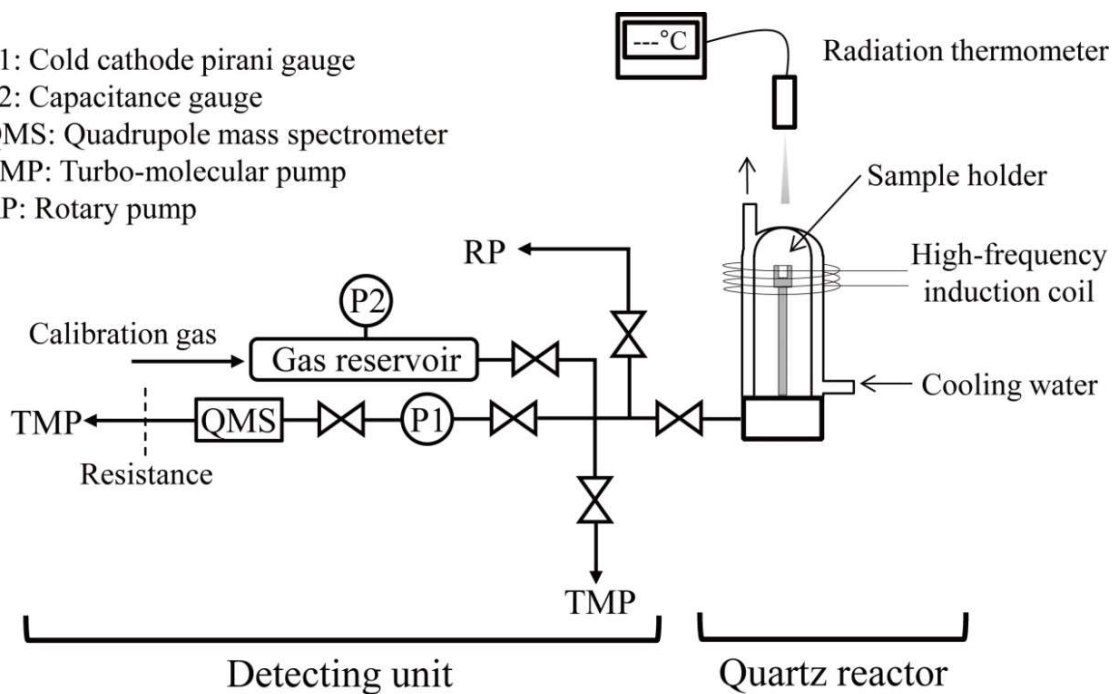 1: Cold cathode pirani gauge
2: Capacitance gauge
QMS: Quadrupole mass spectrometer
MP: Turbo-molecular pump
P: Rotary pump
---°C
Radiation thermometer
Sample holder
RP
High-frequency
induction coil
P2
Calibration gas
Gas reservoir
Cooling water
TMP
QMS
P1
Resistance
TMP
Detecting unit
Quartz reactor